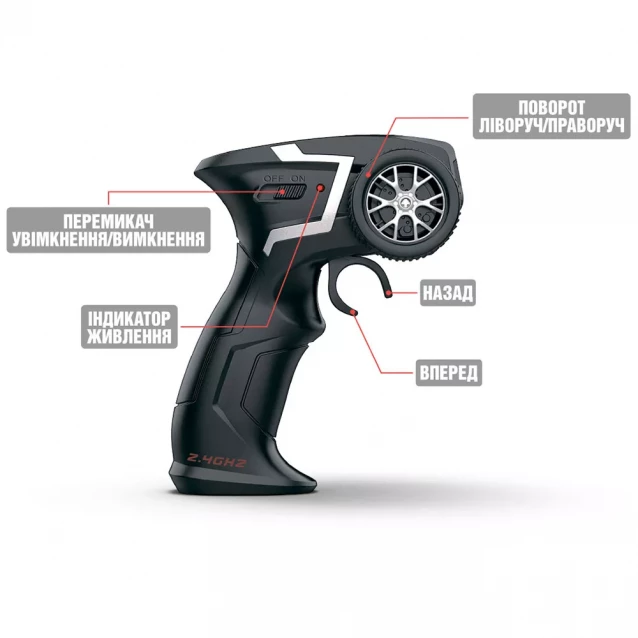 ПОВОРОТ
ЛІВОРУЧ/ПРАВОРУЧ
OFF ON
ПЕРЕМИКАЧ
УВІМКНЕННЯ/ВИМКНЕННЯ
ІНДИКАТОР
ЖИВЛЕННЯ
НАЗАД
ВПЕРЕД
2.4GHZ